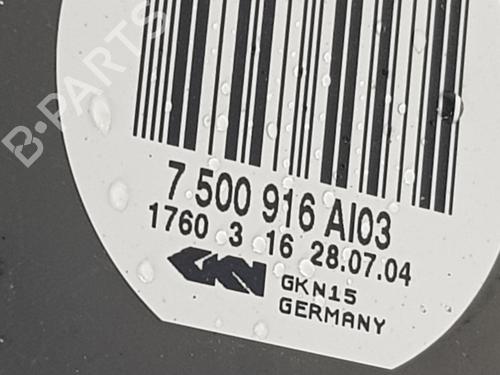 B-PARTS
7 500 916 AI03
1760 3 16 28.07.04
GKN
GKN15
GERMANY